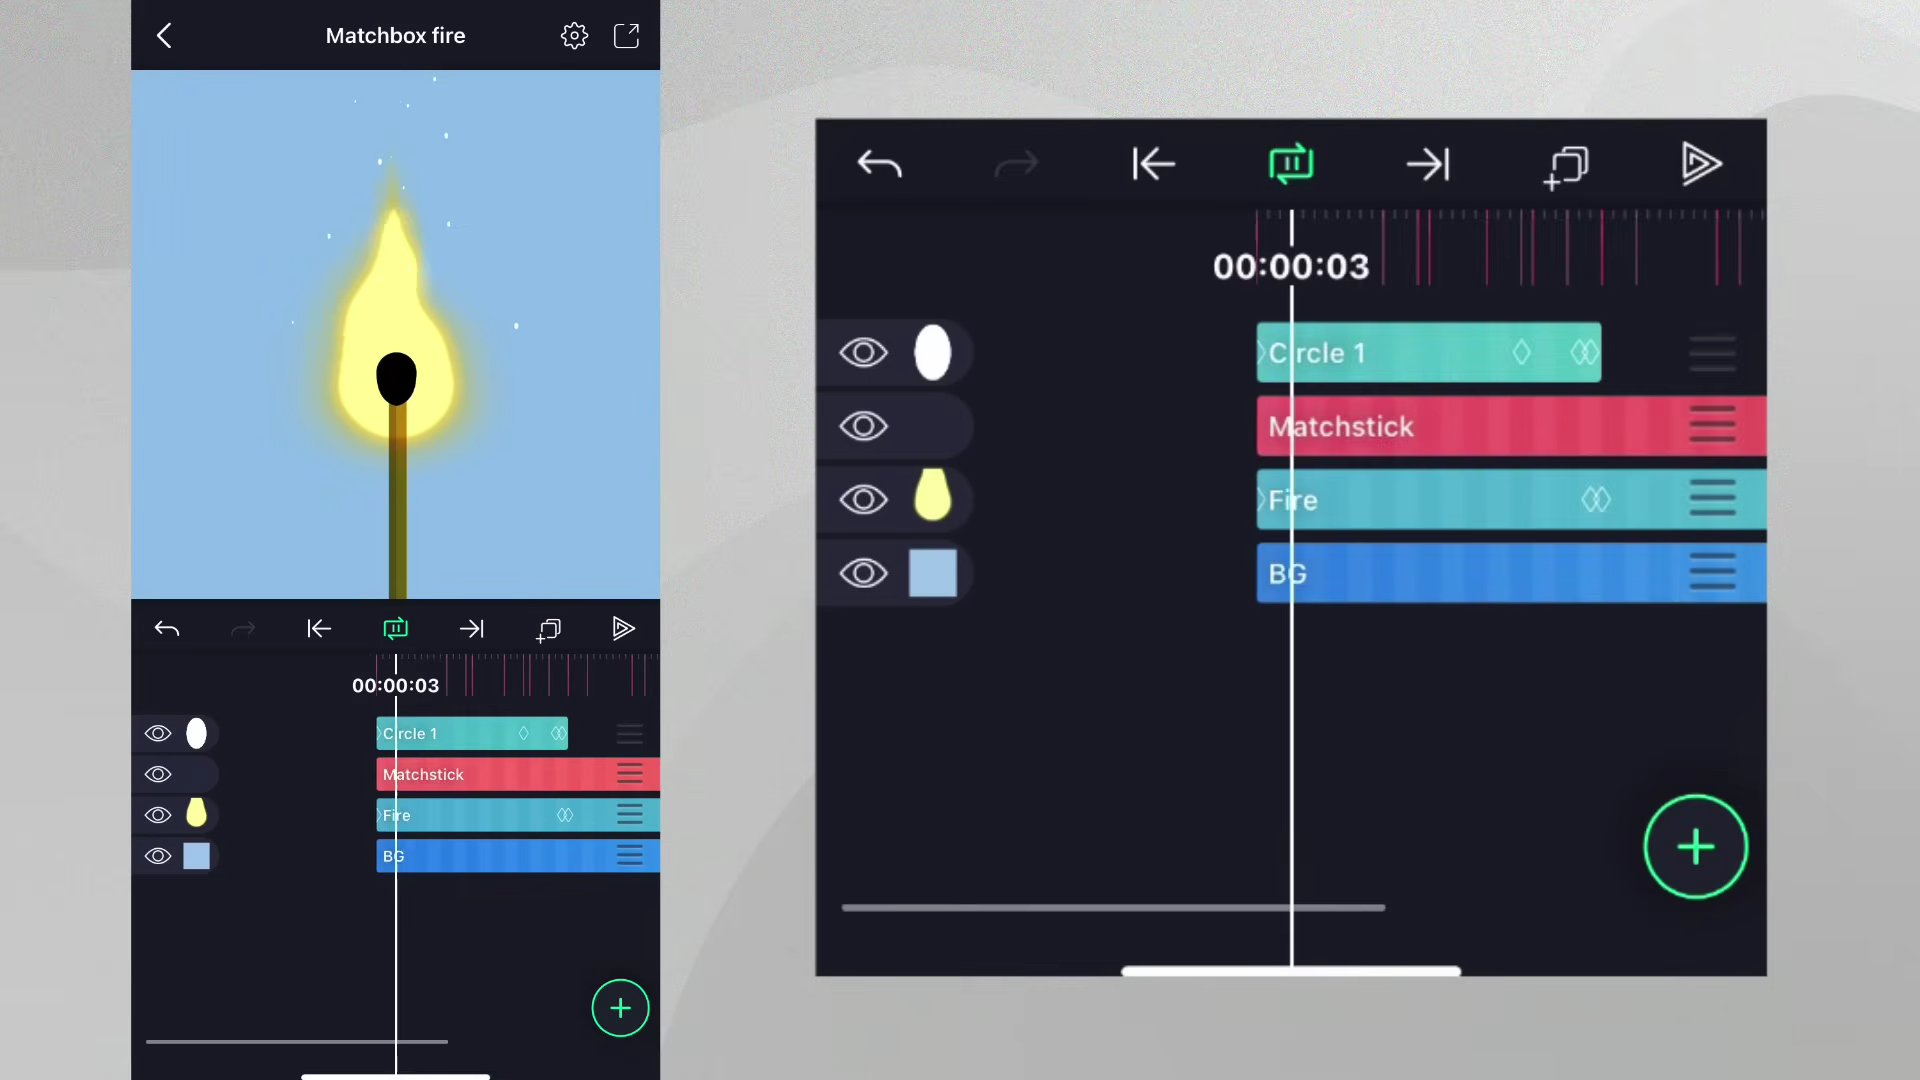 Matchbox fire
00:00:03
Circle 1
Matchstick
Fire
BG
00:00:03
Circle 1
Matchstick
Fire
BG